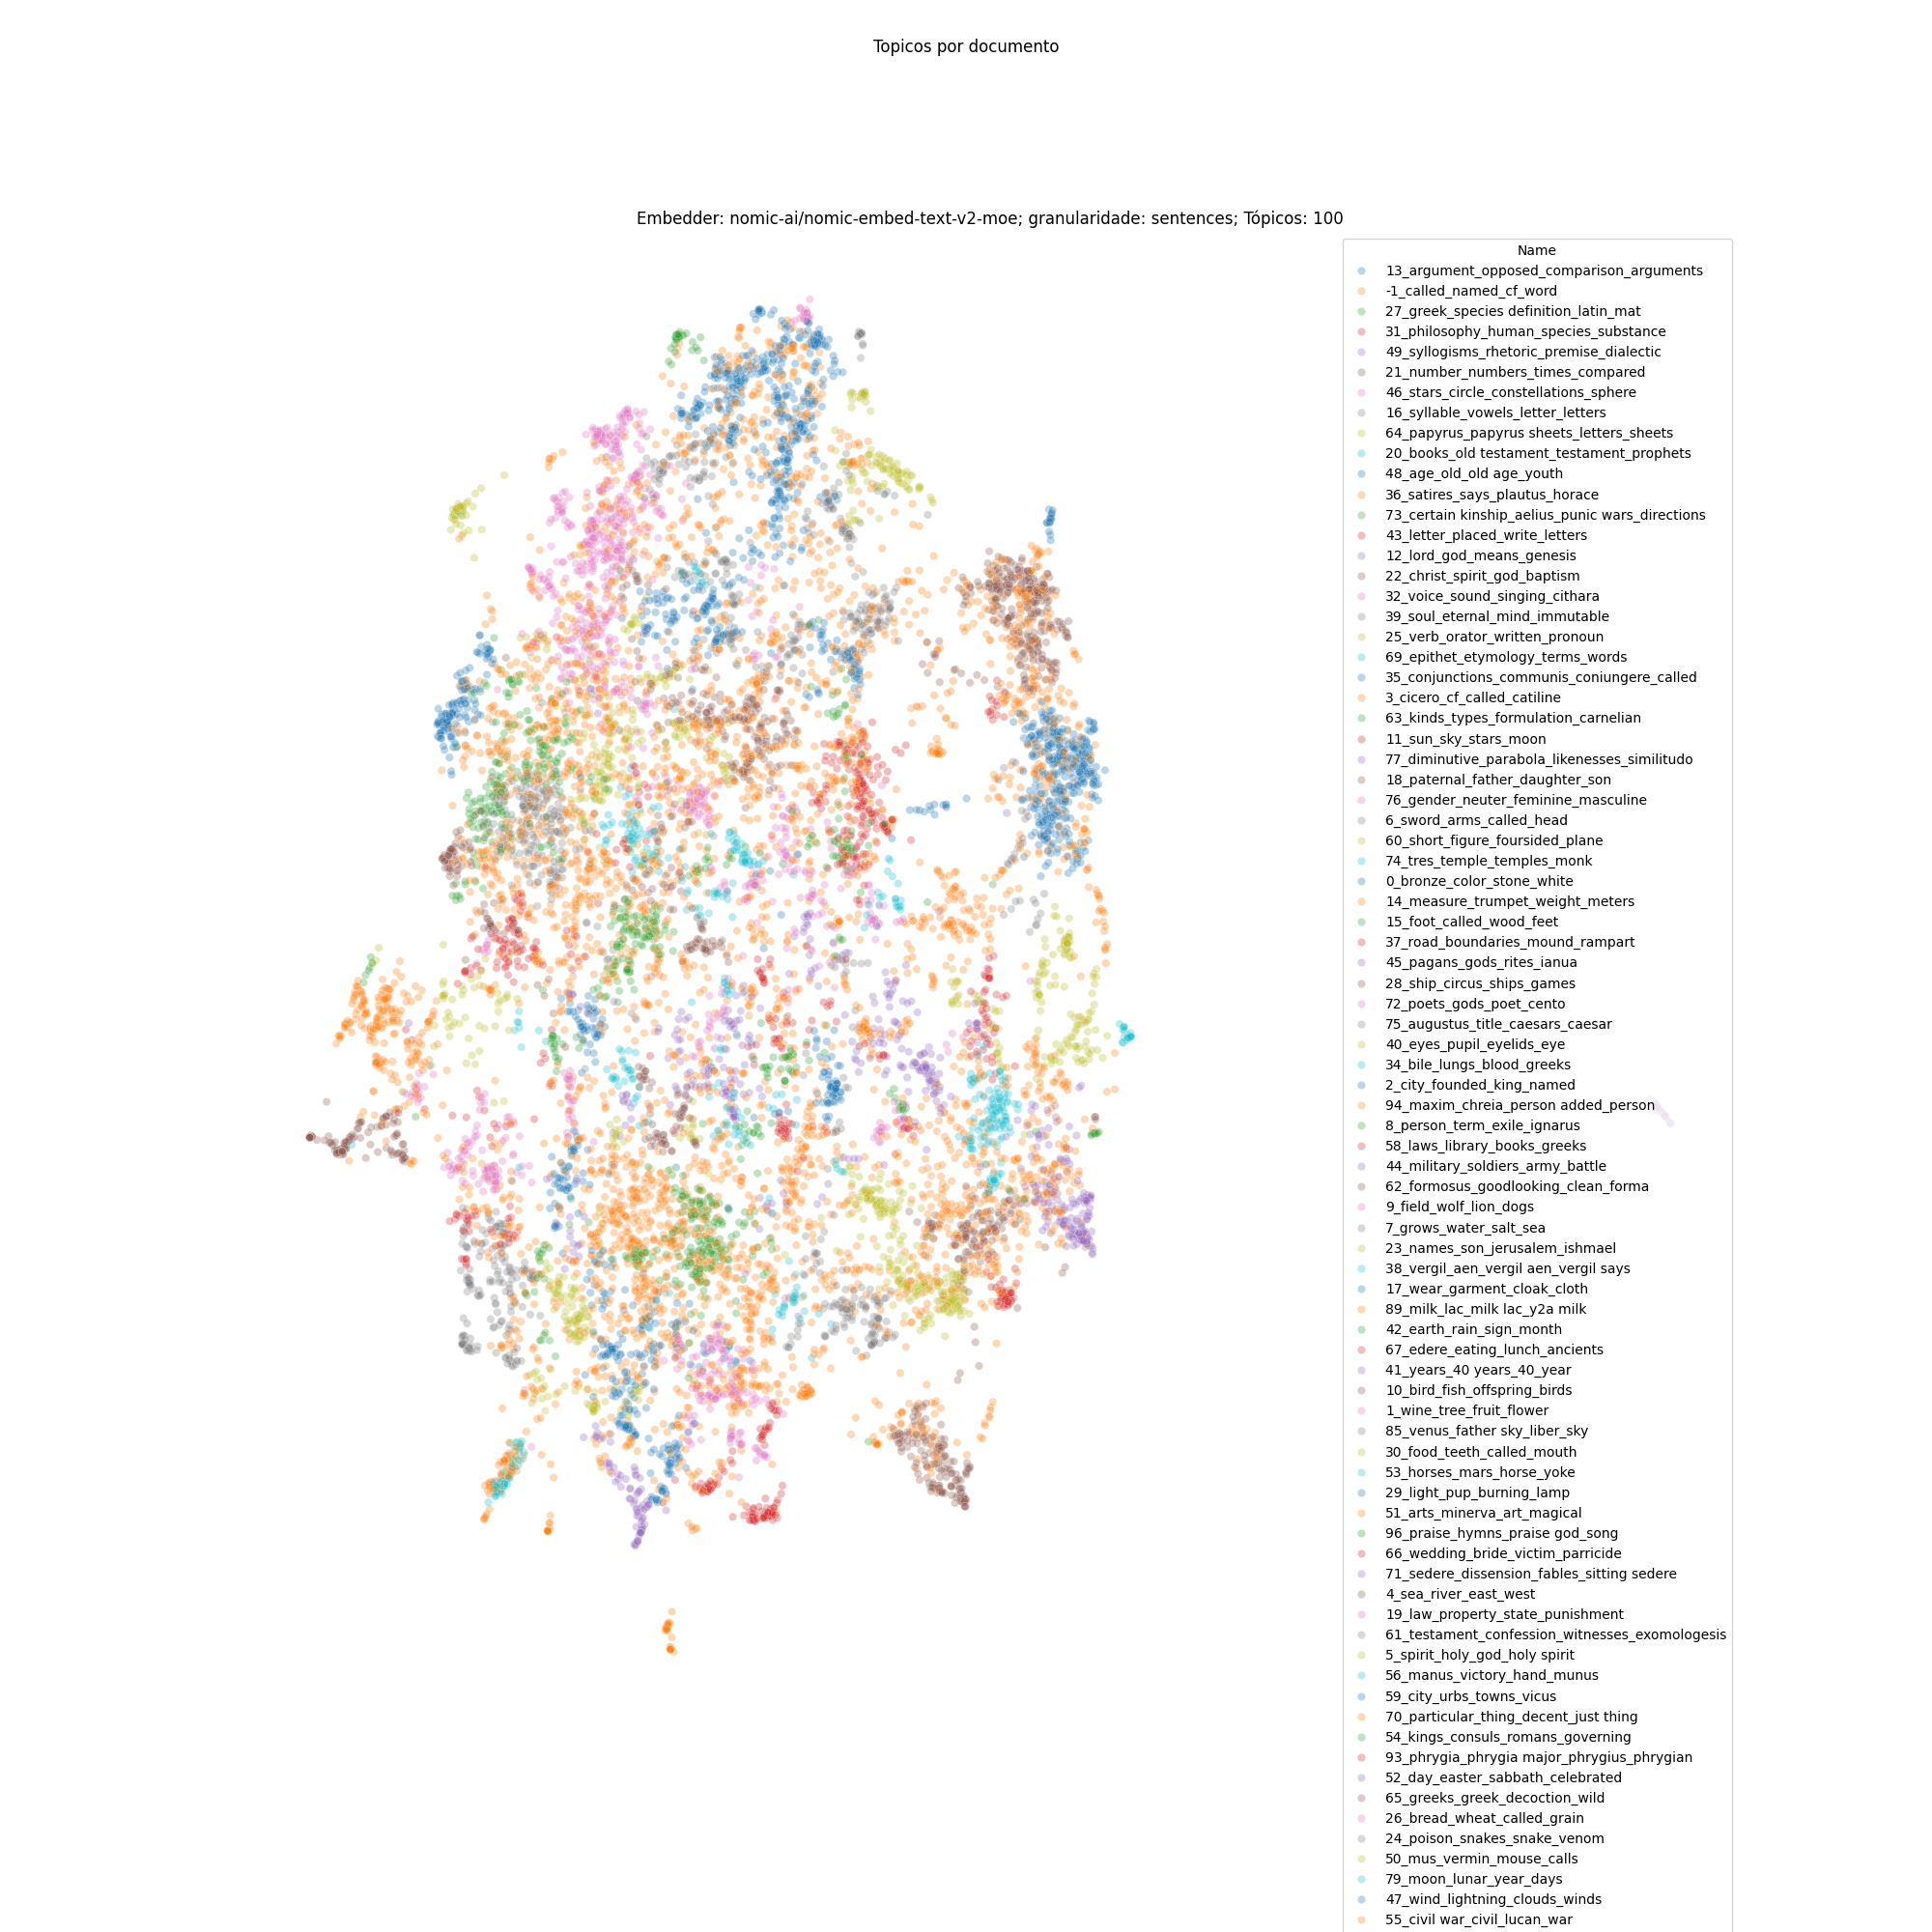 Topicos por documento
Embedder: nomic-ai/nomic-embed-text-v2-moe; granularidade: sentences; Tópicos: 100
Name
13_argument_opposed_comparison_arguments
-1_called_named_cf_word
27_greek_species definition_latin_mat
31_philosophy_human_species_substance
49_syllogisms_rhetoric_premise_dialectic
21_number_numbers_times_compared
46_stars_circle_constellations_sphere
16_syllable_vowels_letter_letters
64_papyrus_papyrus sheets_letters_sheets
20_books_old testament_testament_prophets
48_age_old_old age_youth
36_satires_says_plautus_horace
73_certain kinship_aelius_punic wars_directions
43_letter_placed_write_letters
12_lord_god_means_genesis
22_christ_spirit_god_baptism
32_voice_sound_singing_cithara
39_soul_eternal_mind_immutable
25_verb_orator_written_pronoun
69_epithet_etymology_terms_words
35_conjunctions_communis_coniungere_called
3_cicero_cf_called_catiline
63_kinds_types_formulation_carnelian
11_sun_sky_stars_moon
77_diminutive_parabola_likenesses_similitudo
18_paternal_father_daughter_son
76_gender_neuter_feminine_masculine
6_sword_arms_called_head
60_short_figure_foursided_plane
74_tres_temple_temples_monk
0_bronze_color_stone_white
14_measure_trumpet_weight_meters
15_foot_called_wood_feet
37_road_boundaries_mound_rampart
45_pagans_gods_rites_ianua
28_ship_circus_ships_games
72_poets_gods_poet_cento
75_augustus_title_caesars_caesar
40_eyes_pupil_eyelids_eye
34_bile_lungs_blood_greeks
2_city_founded_king_named
94_maxim_chreia_person added_person
8_person_term_exile_ignarus
58_laws_library_books_greeks
44_military_soldiers_army_battle
62_formosus_goodlooking_clean_forma
9_field_wolf_lion_dogs
7_grows_water_salt_sea
23_names_son_jerusalem_ishmael
38_vergil_aen_vergil aen_vergil says
17_wear_garment_cloak_cloth
89_milk_lac_milk lac_y2a milk
42_earth_rain_sign_month
67_edere_eating_lunch_ancients
41_years_40 years_40_year
10_bird_fish_offspring_birds
1_wine_tree_fruit_flower
85_venus_father sky_liber_sky
30_food_teeth_called_mouth
53_horses_mars_horse_yoke
29_light_pup_burning_lamp
51_arts_minerva_art_magical
96_praise_hymns_praise god_song
66_wedding_bride_victim_parricide
71_sedere_dissension_fables_sitting sedere
4_sea_river_east_west
19_law_property_state_punishment
61_testament_confession_witnesses_exomologesis
5_spirit_holy_god_holy spirit
56_manus_victory_hand_munus
59_city_urbs_towns_vicus
70_particular_thing_decent_just thing
54_kings_consuls_romans_governing
93_phrygia_phrygia major_phrygius_phrygian
52_day_easter_sabbath_celebrated
65_greeks_greek_decoction_wild
26_bread_wheat_called_grain
24_poison_snakes_snake_venom
50_mus_vermin_mouse_calls
79_moon_lunar_year_days
47_wind_lightning_clouds_winds
55_civil war_civil_lucan_war